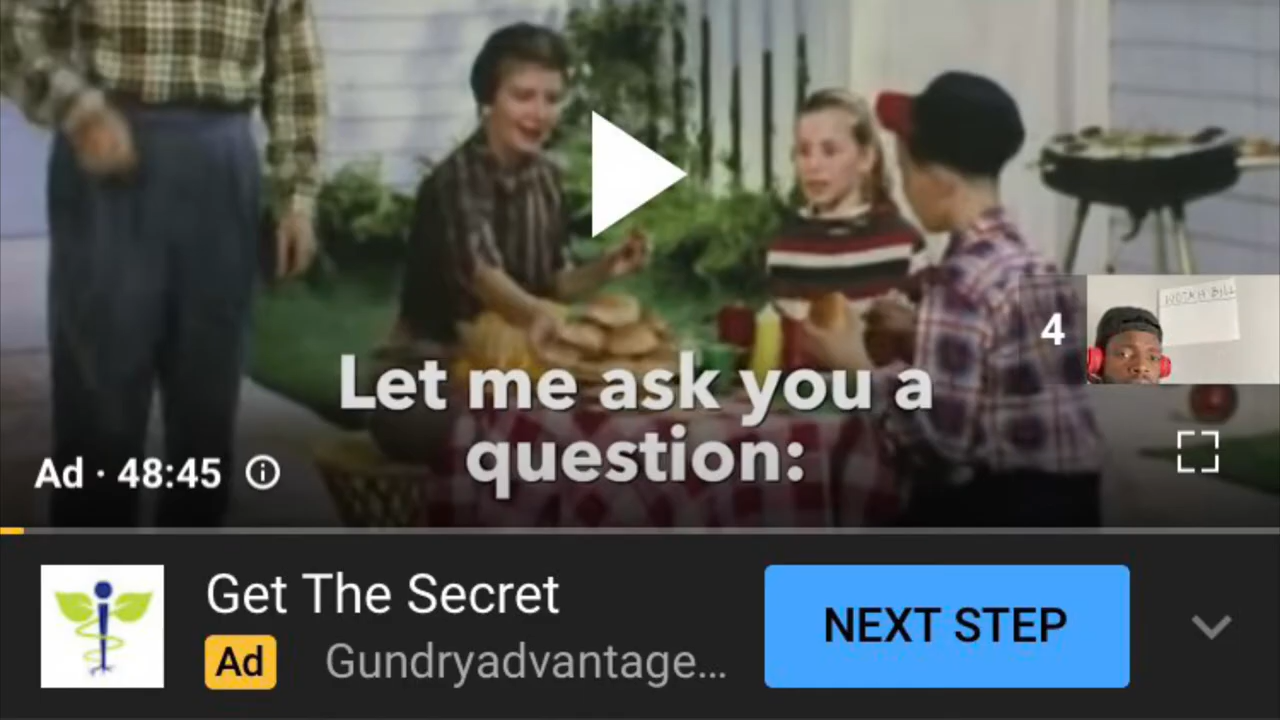 4
Let me ask you a
question:
Ad · 48:45
Get The Secret
Ad Gundryadvantage...
NEXT STEP